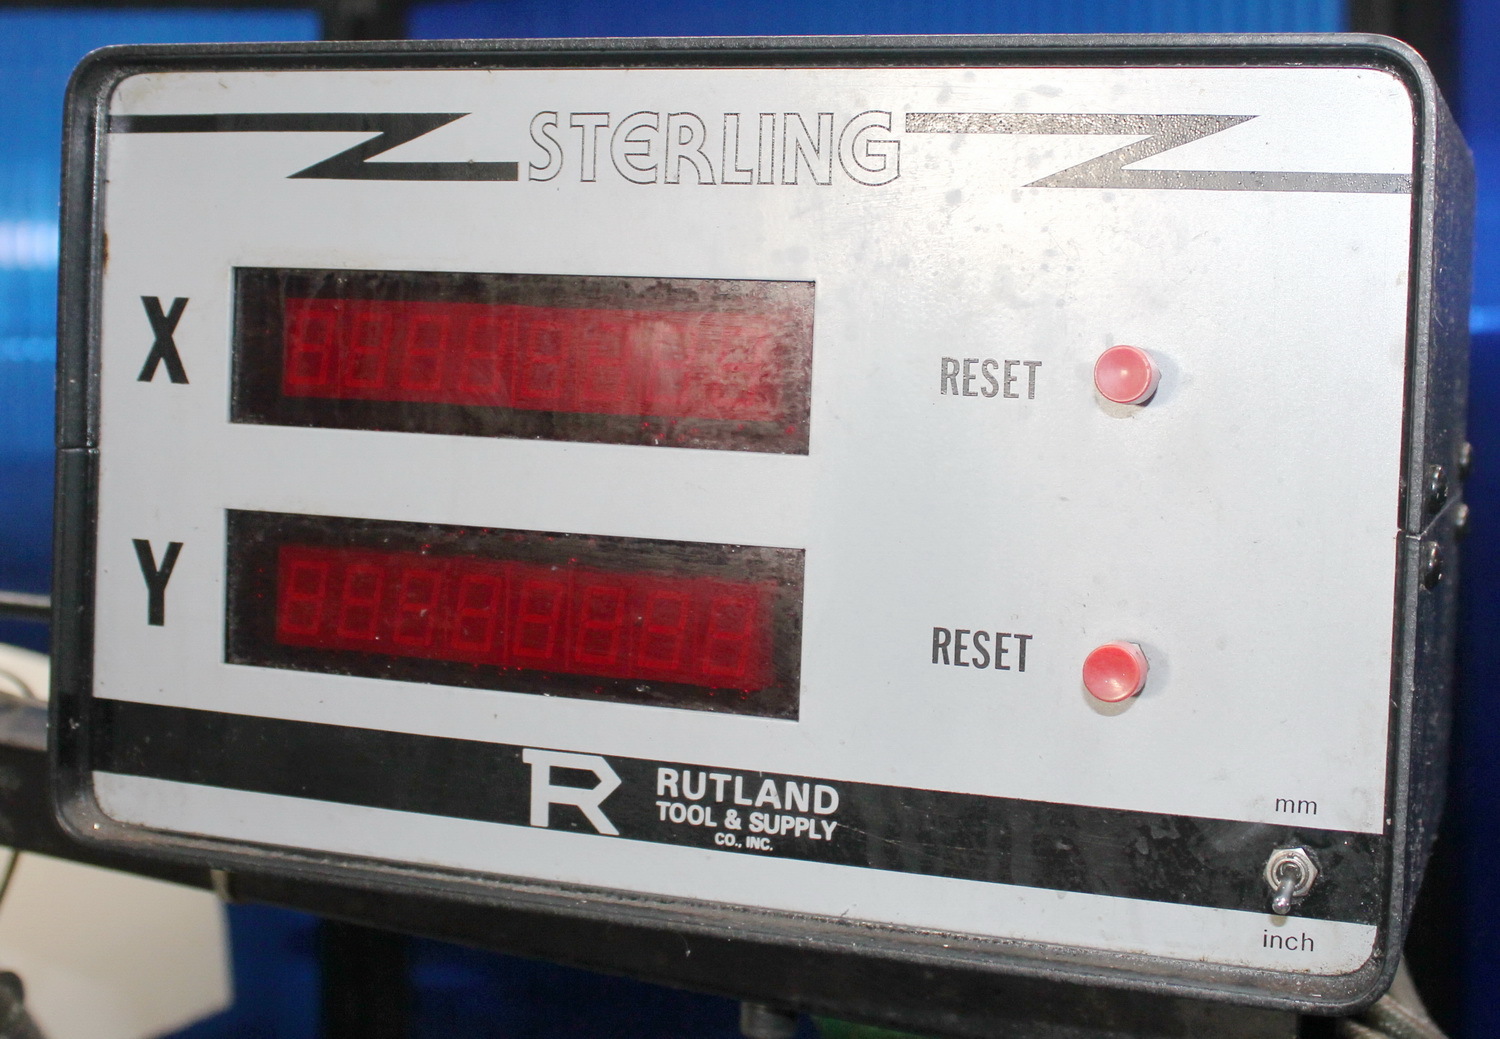 STERLING
X
RESET
Y
RESET
R
RUTLAND
TOOL & SUPPLY
CO., INC.
mm
inch